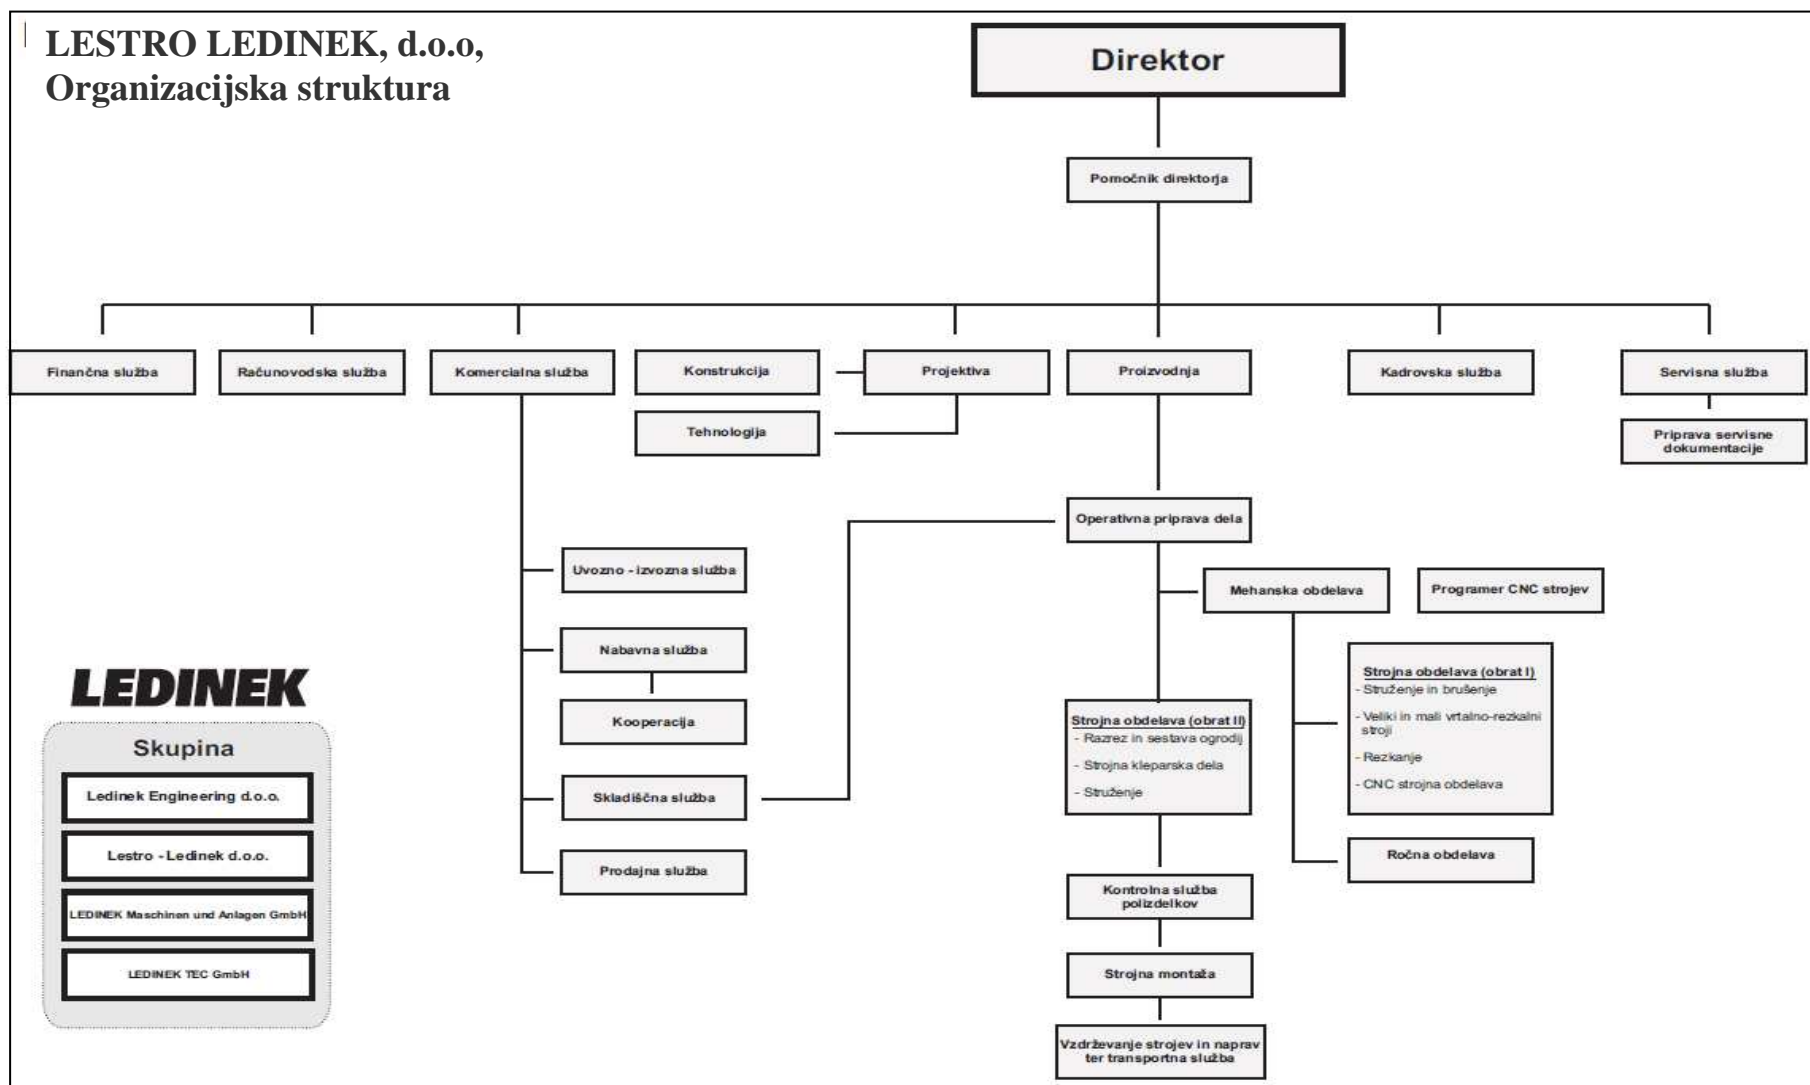 LESTRO LEDINEK, d.o.o,
Organizacijska struktura
Direktor
Pomočnik direktorja
Finančna služba
Računovodska služba
Komercialna služba
Konstrukcija
Projektiva
Proizvodnja
Kadrovska služba
Servisna služba
Tehnologija
Priprava servisne
dokumentacije
Operativna priprava dela
Uvozno - izvozna služba
Mehanska obdelava
Programer CNC strojev
Nabavna služba
Kooperacija
Skladiščna služba
Prodajna služba
Strojna obdelava (obrat I)
- Struženje in brušenje
- Veliki in mali vrtalno-rezkalni
stroji
- Rezkanje
- CNC strojna obdelava
Strojna obdelava (obrat II)
- Razrez in sestava ogrodij
- Strojna kleparska dela
- Struženje
Ročna obdelava
Kontrolna služba
polizdelkov
Strojna montaža
Vzdrževanje strojev in naprav
ter transportna služba
LEDINEK
Skupina
Ledinek Engineering d.o.o.
Lestro - Ledinek d.o.o.
LEDINEK Maschinen und Anlagen GmbH
LEDINEK TEC GmbH